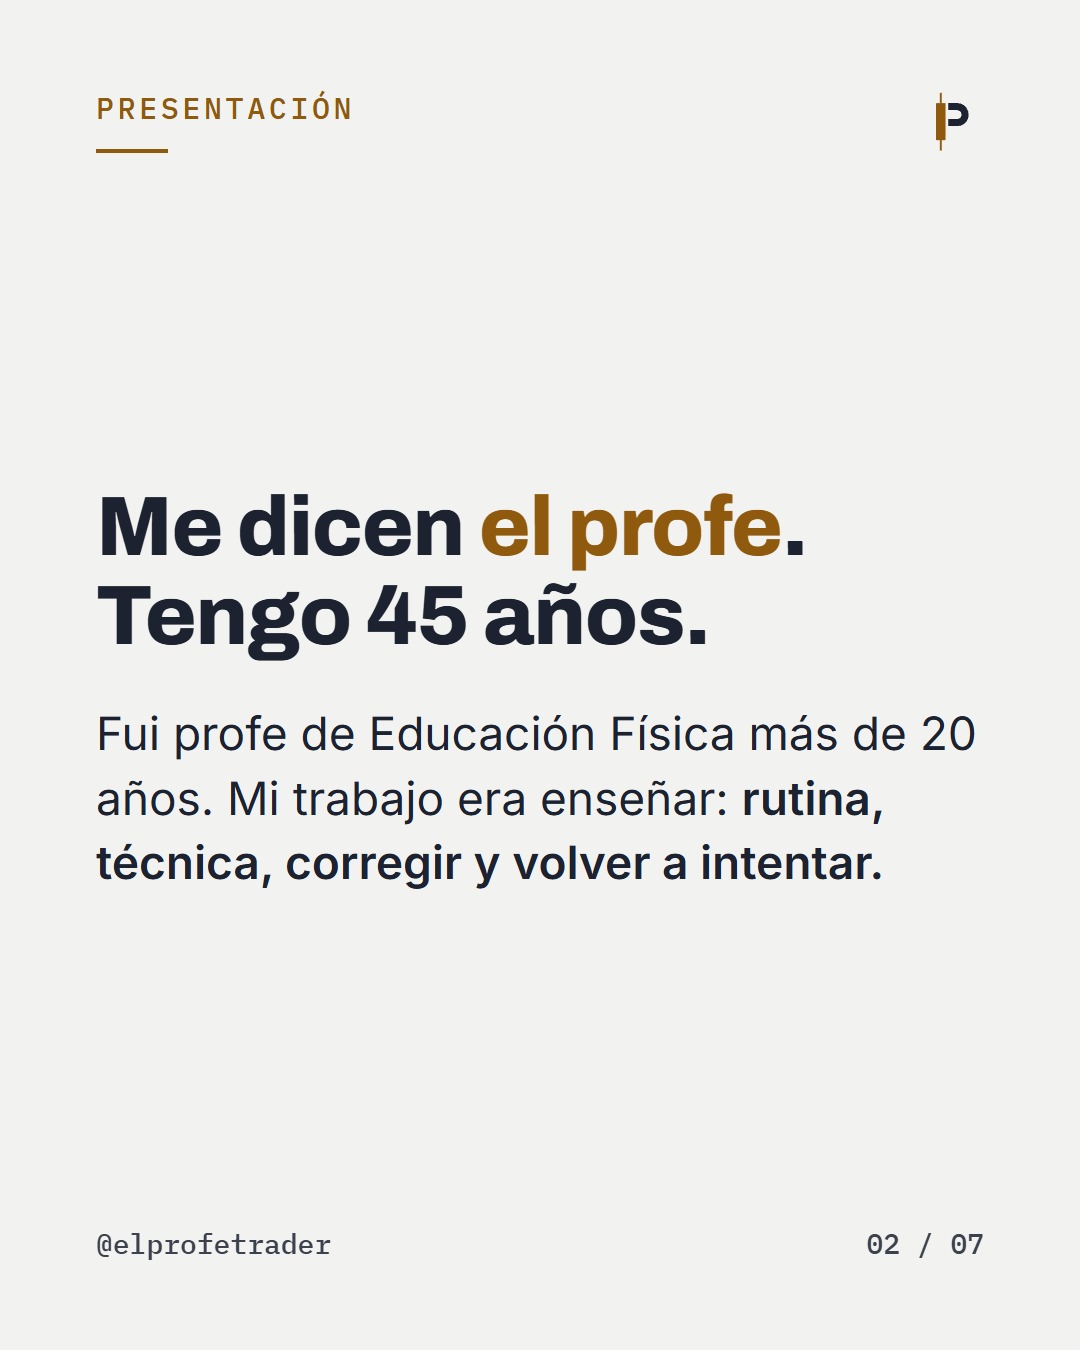 PRESENTACIÓN
P
Me dicen el profe.
Tengo 45 años.
Fui profe de Educación Física más de 20
años. Mi trabajo era enseñar: rutina,
técnica, corregir y volver a intentar.
@elprofetrader
02 / 07